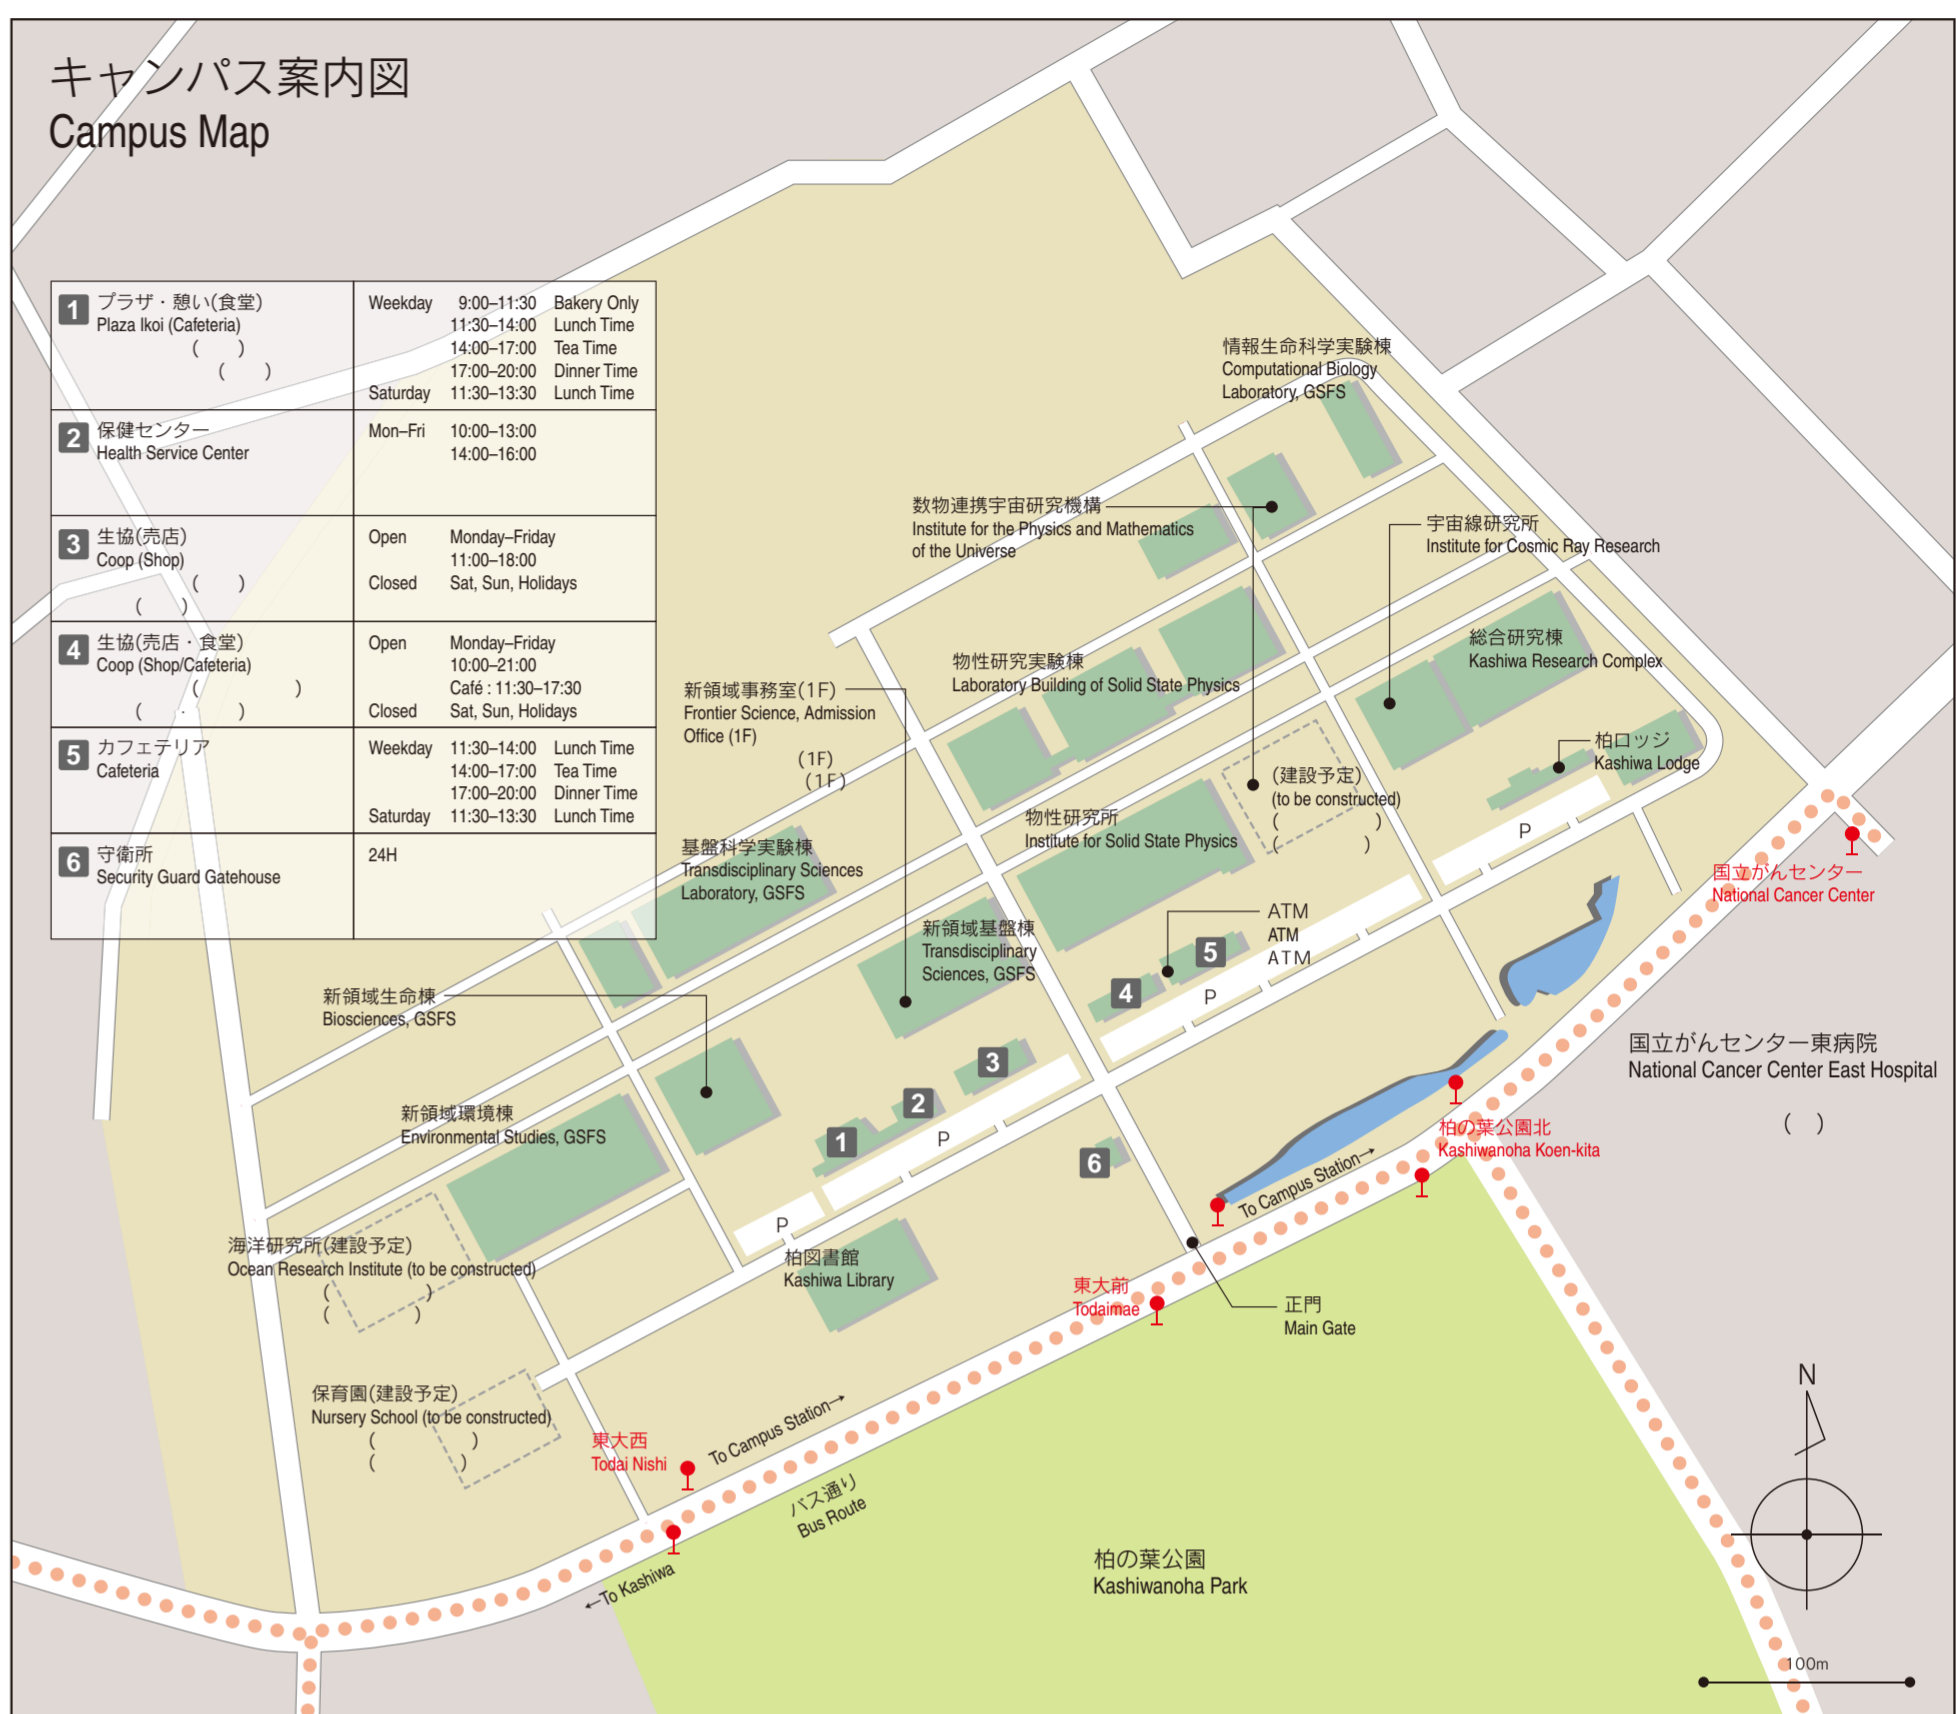 キャンパス案内図
Campus Map
1 プラザ・憩い(食堂)
Plaza Ikoi (Cafeteria)
( )
( )
Weekday 9:00–11:30 Bakery Only
11:30–14:00 Lunch Time
14:00–17:00 Tea Time
17:00–20:00 Dinner Time
Saturday 11:30–13:30 Lunch Time
2 保健センター
Health Service Center
Mon–Fri 10:00–13:00
14:00–16:00
3 生協(売店)
Coop (Shop)
( )
( )
Open Monday–Friday
11:00–18:00
Closed Sat, Sun, Holidays
4 生協(売店・食堂)
Coop (Shop/Cafeteria)
( )
( · )
Open Monday–Friday
10:00–21:00
Café : 11:30–17:30
Closed Sat, Sun, Holidays
5 カフェテリア
Cafeteria
Weekday 11:30–14:00 Lunch Time
14:00–17:00 Tea Time
17:00–20:00 Dinner Time
Saturday 11:30–13:30 Lunch Time
6 守衛所
Security Guard Gatehouse
24H
情報生命科学実験棟
Computational Biology
Laboratory, GSFS
数物連携宇宙研究機構
Institute for the Physics and Mathematics
of the Universe
宇宙線研究所
Institute for Cosmic Ray Research
総合研究棟
Kashiwa Research Complex
物性研究実験棟
Laboratory Building of Solid State Physics
新領域事務室(1F)
Frontier Science, Admission
Office (1F)
(1F)
(1F)
柏ロッジ
Kashiwa Lodge
(建設予定)
(to be constructed)
( )
( )
物性研究所
Institute for Solid State Physics
P
基盤科学実験棟
Transdisciplinary Sciences
Laboratory, GSFS
国立がんセンター
National Cancer Center
新領域基盤棟
Transdisciplinary
Sciences, GSFS
ATM
ATM
ATM
5
4
P
新領域生命棟
Biosciences, GSFS
国立がんセンター東病院
National Cancer Center East Hospital
( )
3
2
1
P
新領域環境棟
Environmental Studies, GSFS
6
柏の葉公園北
Kashiwanoha Koen-kita
To Campus Station→
P
海洋研究所(建設予定)
Ocean Research Institute (to be constructed)
( )
( )
柏図書館
Kashiwa Library
東大前
Todaimae
正門
Main Gate
保育園(建設予定)
Nursery School (to be constructed)
( )
( )
東大西
Todai Nishi
To Campus Station→
バス通り
Bus Route
←To Kashiwa
柏の葉公園
Kashiwanoha Park
N
100m